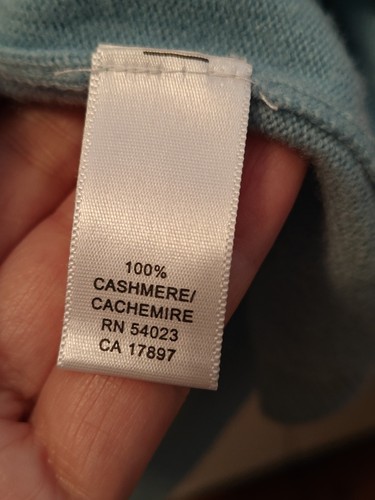 100%
CASHMERE/
CACHEMIRE
RN 54023
CA 17897